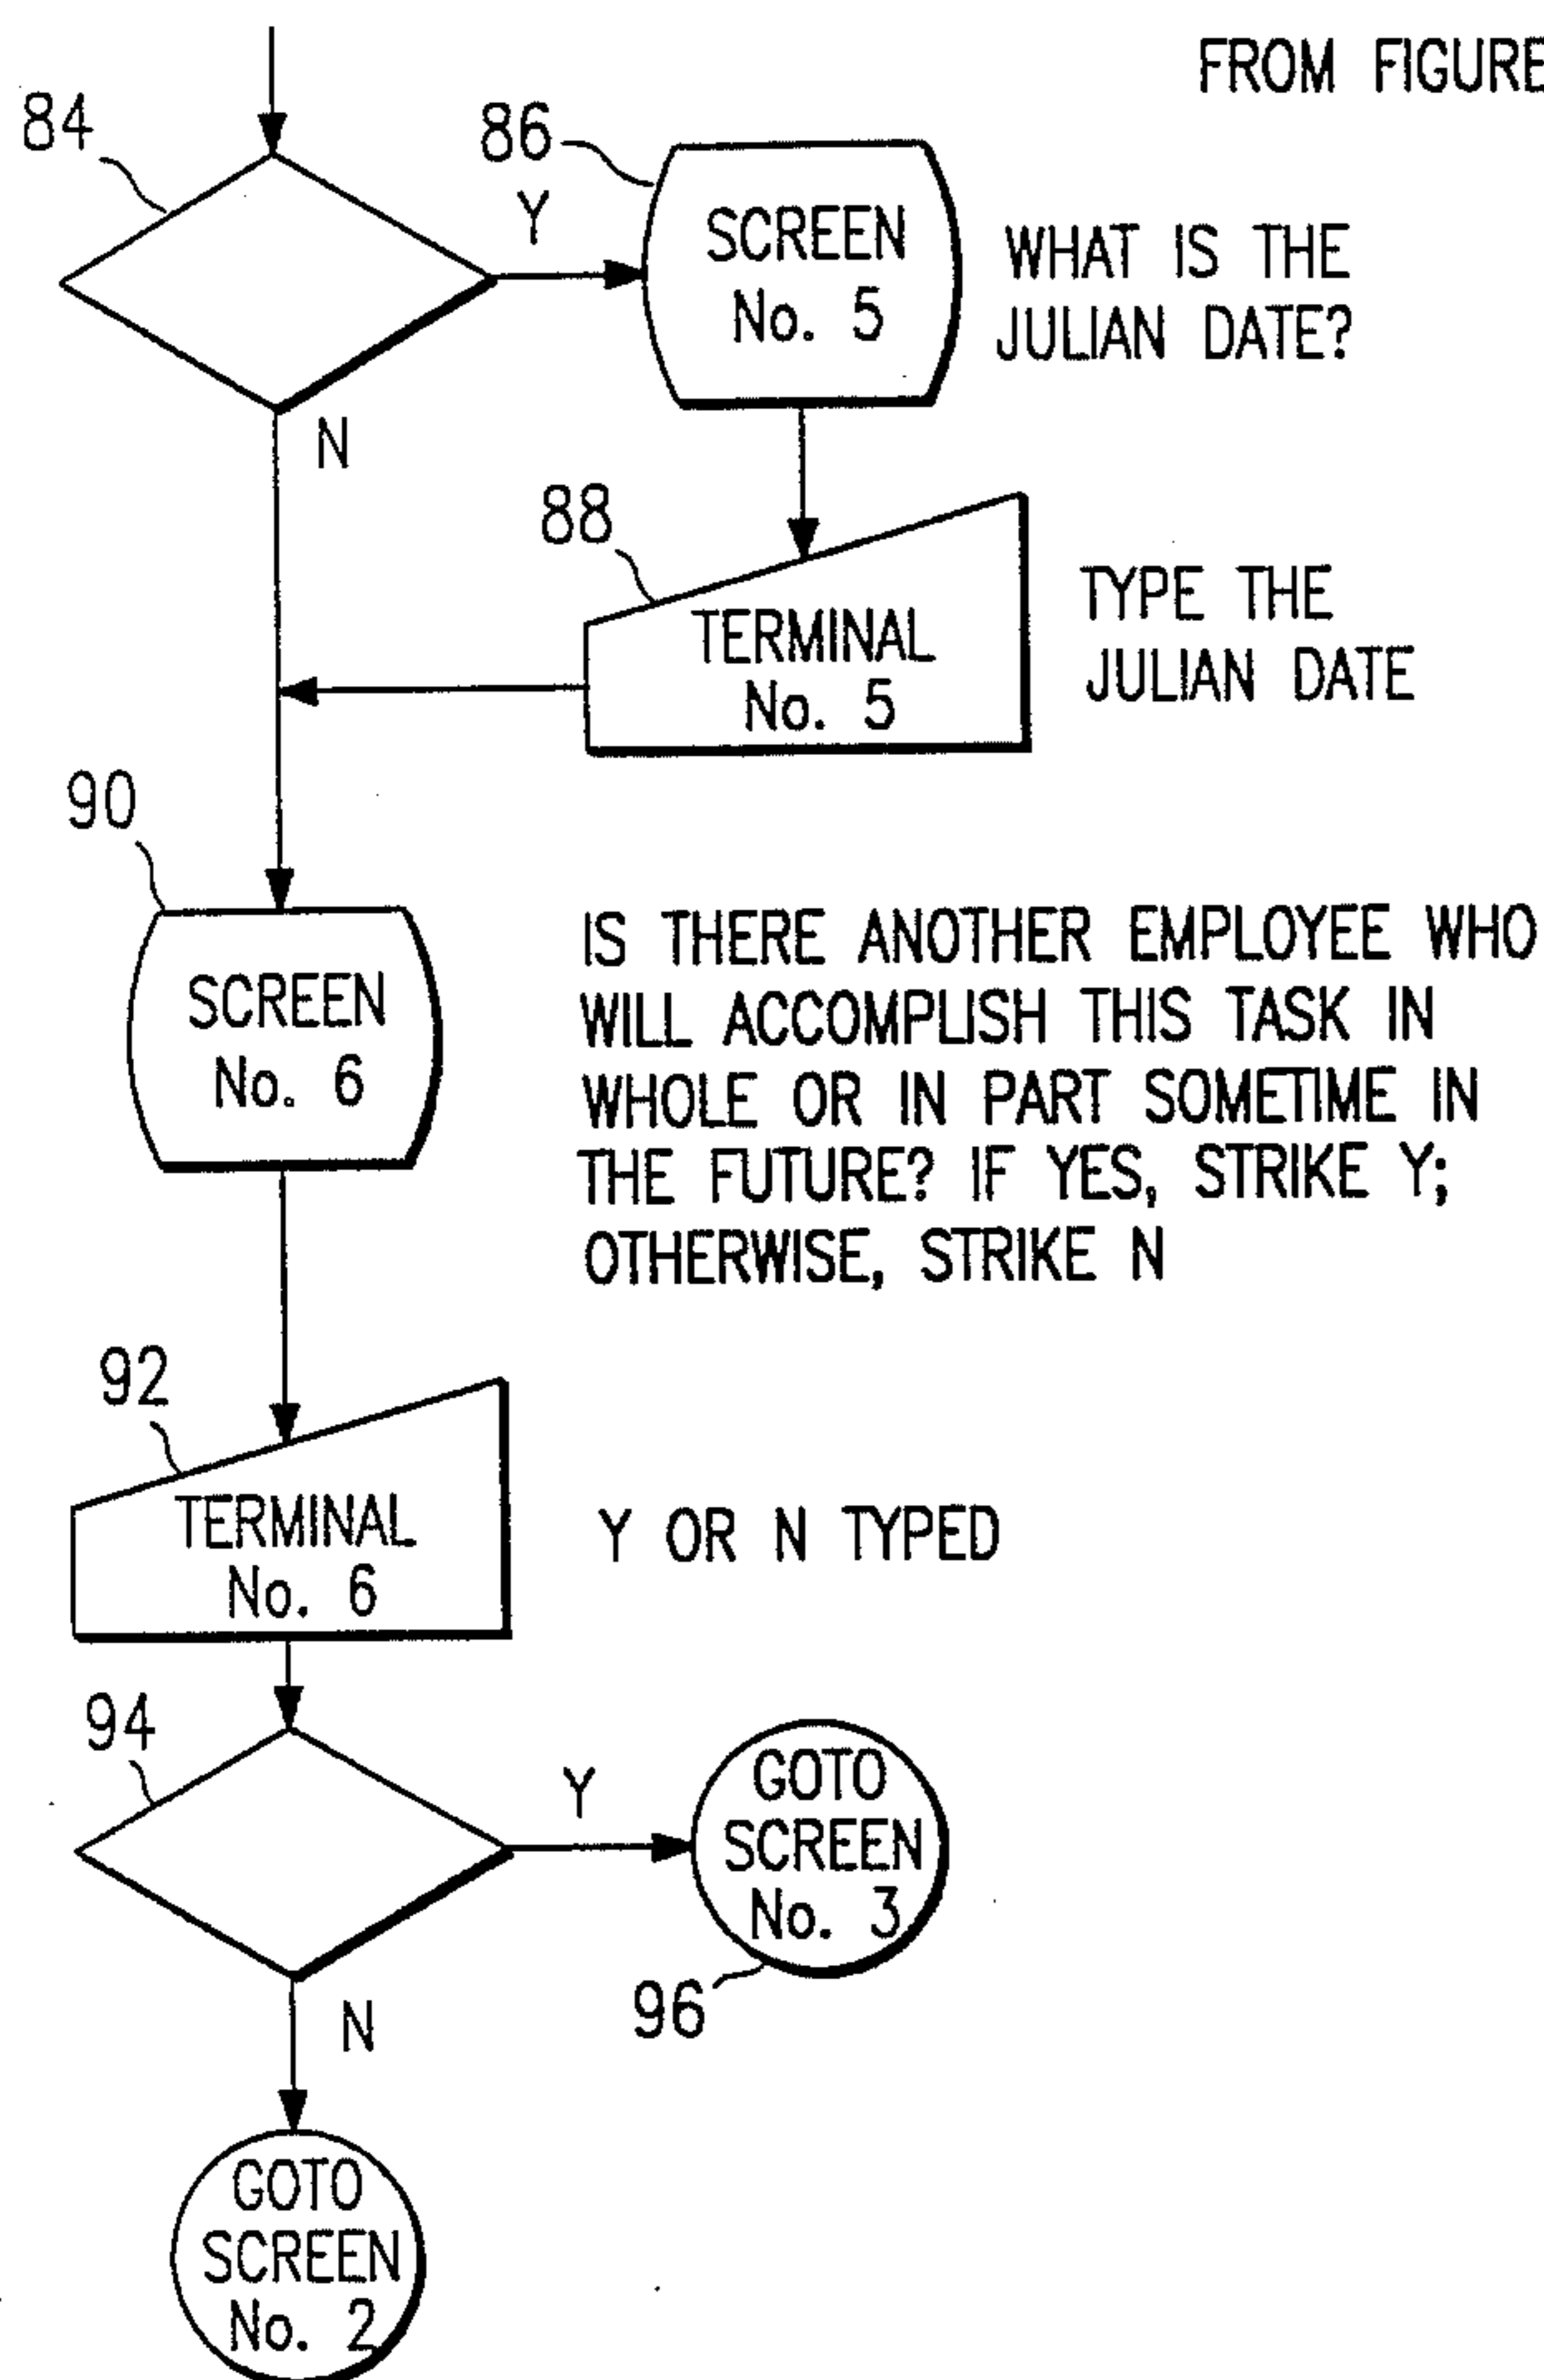 FROM FIGURE
84
86
Y
SCREEN
No. 5
WHAT IS THE
JULIAN DATE?
N
88
TERMINAL
No. 5
TYPE THE
JULIAN DATE
90
SCREEN
No. 6
IS THERE ANOTHER EMPLOYEE WHO
WILL ACCOMPLISH THIS TASK IN
WHOLE OR IN PART SOMETIME IN
THE FUTURE? IF YES, STRIKE Y;
OTHERWISE, STRIKE N
92
TERMINAL
No. 6
Y OR N TYPED
94
Y
GOTO
SCREEN
No. 3
96
N
GOTO
SCREEN
No. 2